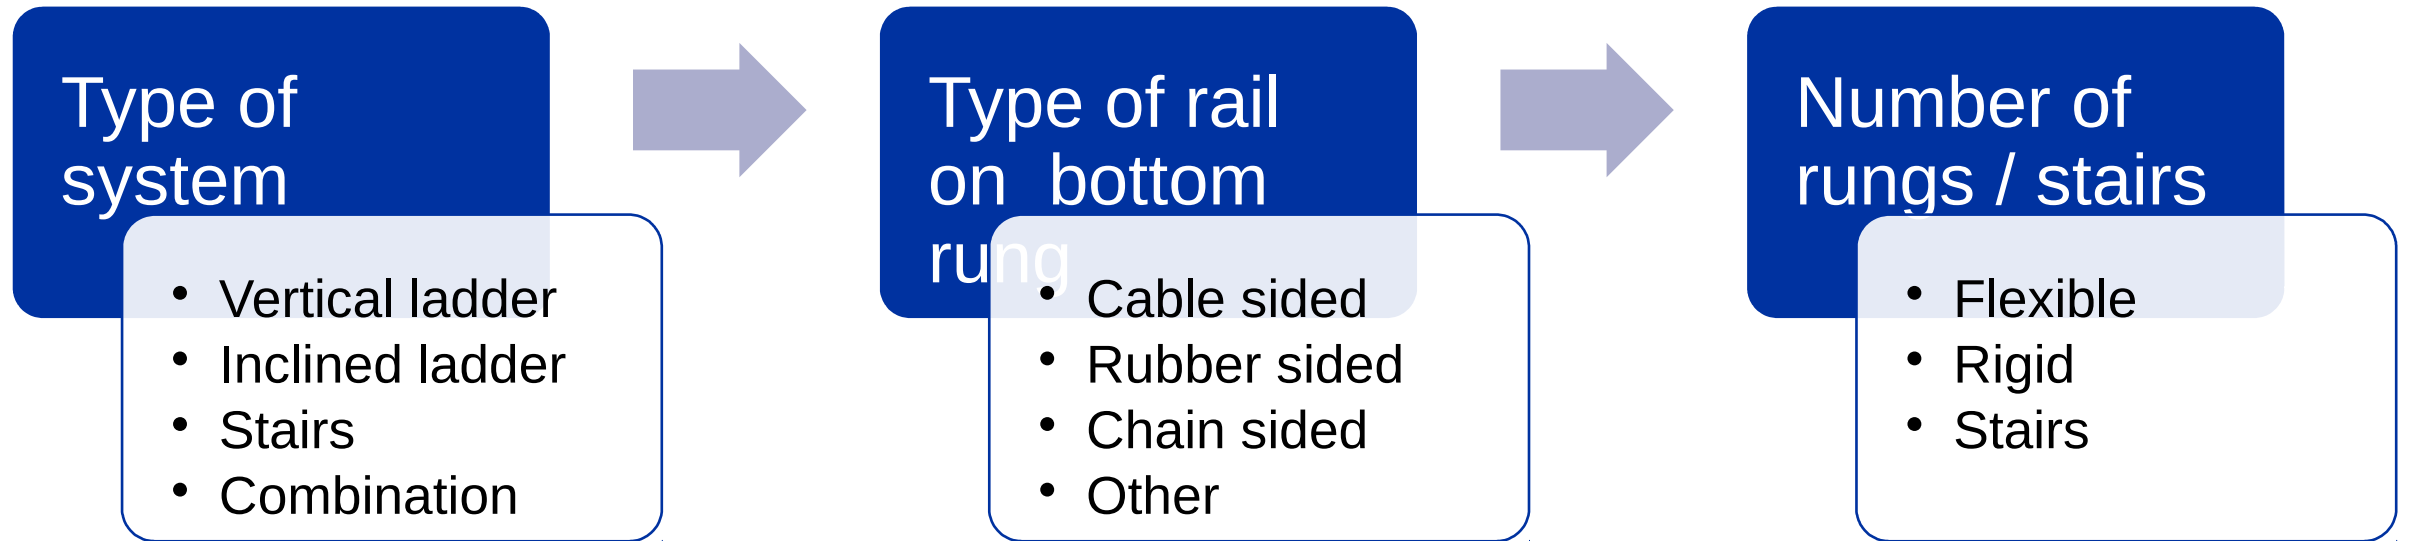 Type of
system
• Vertical ladder
• Inclined ladder
• Stairs
• Combination
Type of rail
on  bottom
rung
• Cable sided
• Rubber sided
• Chain sided
• Other
Number of
rungs / stairs
• Flexible
• Rigid
• Stairs